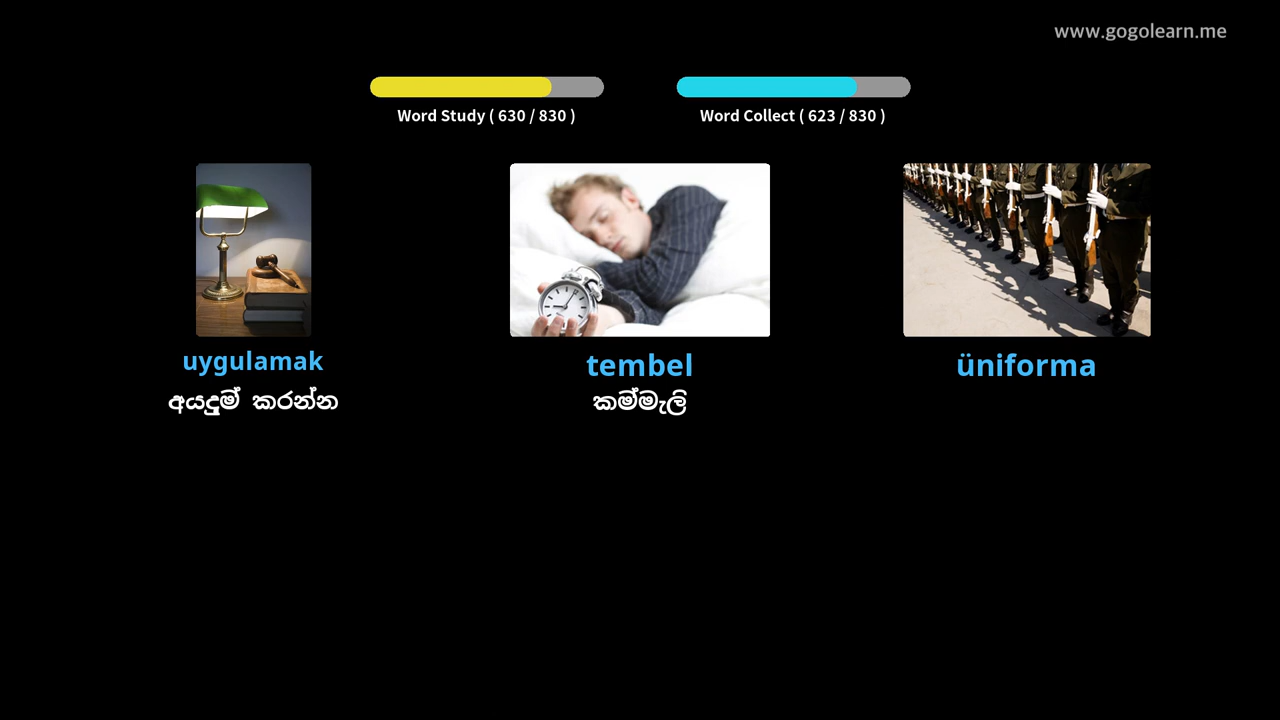 www.gogolearn.me
Word Study ( 630 / 830 )
Word Collect ( 623 / 830 )
uygulamak
tembel
üniforma
අයදුම් කරන්න
කම්මැලි